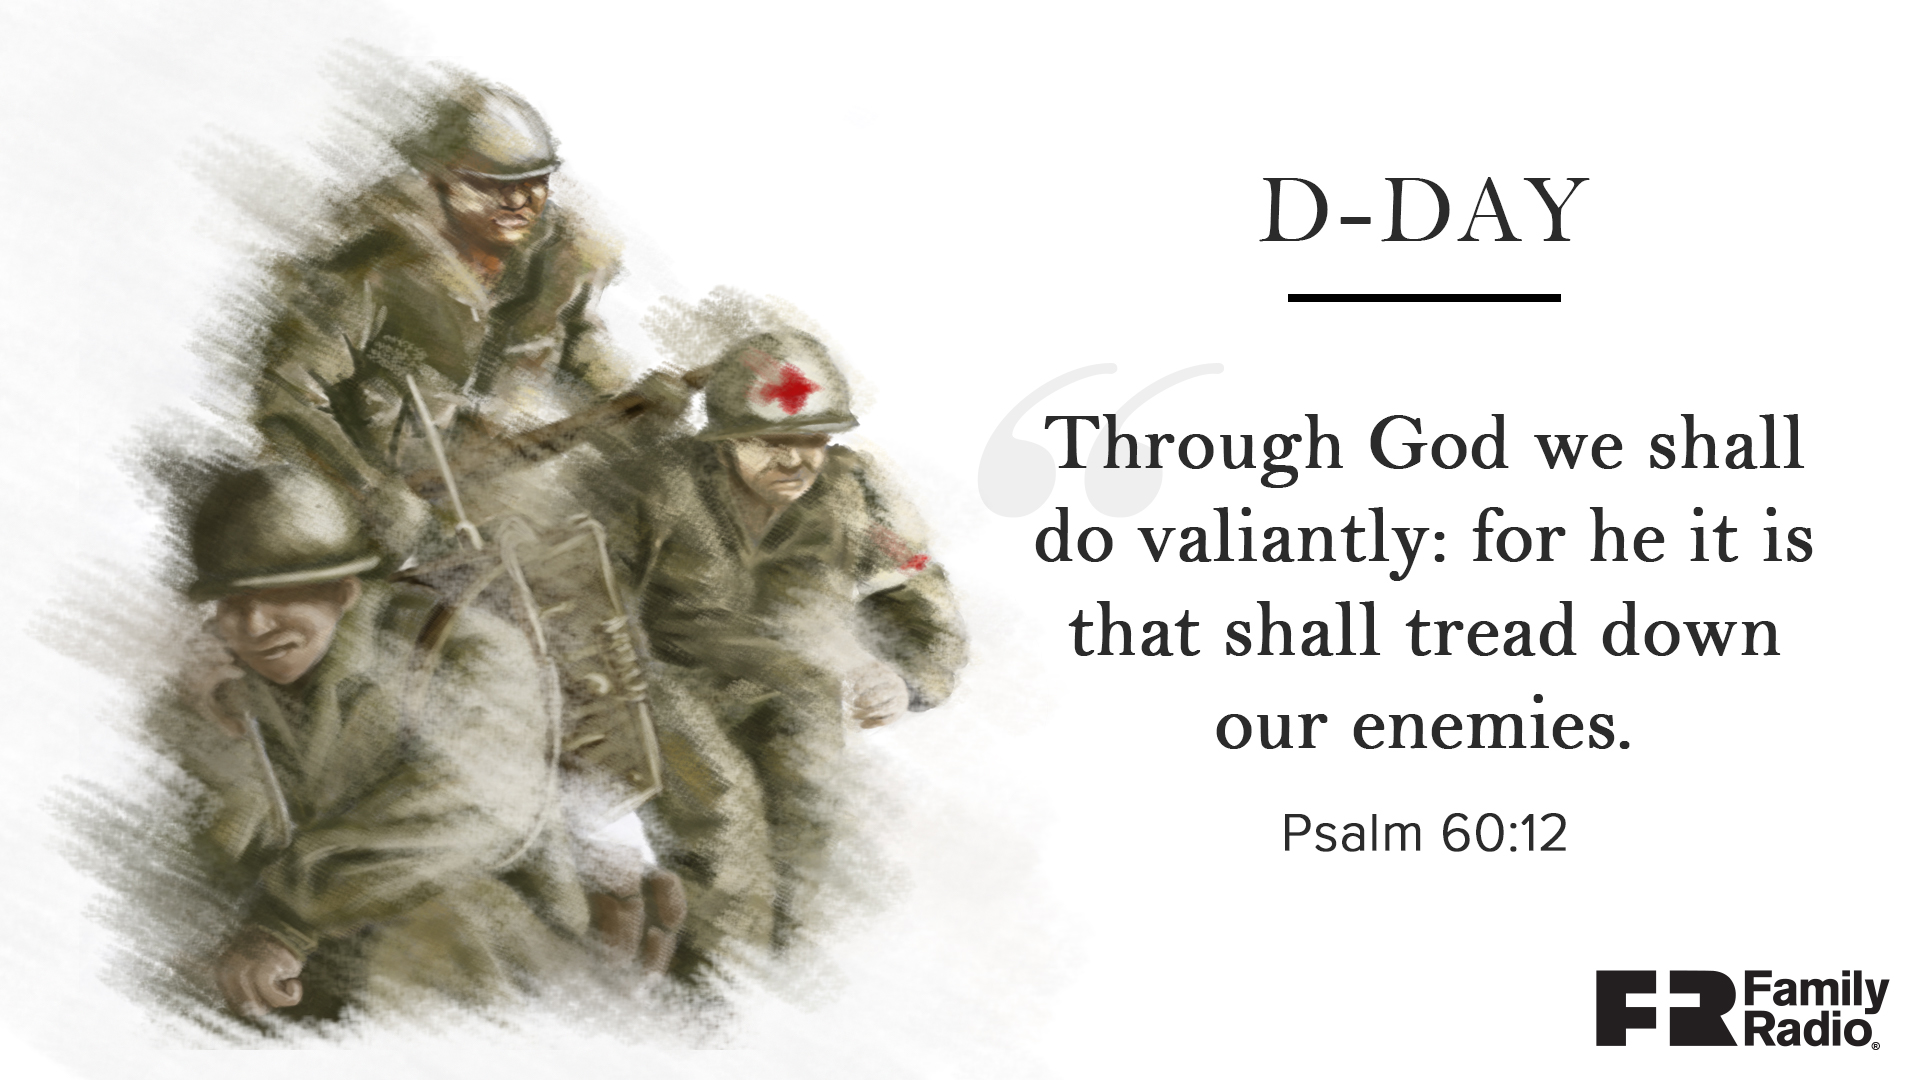 D-DAY
“
Through God we shall
do valiantly: for he it is
that shall tread down
our enemies.
Psalm 60:12
FR Family
Radio®